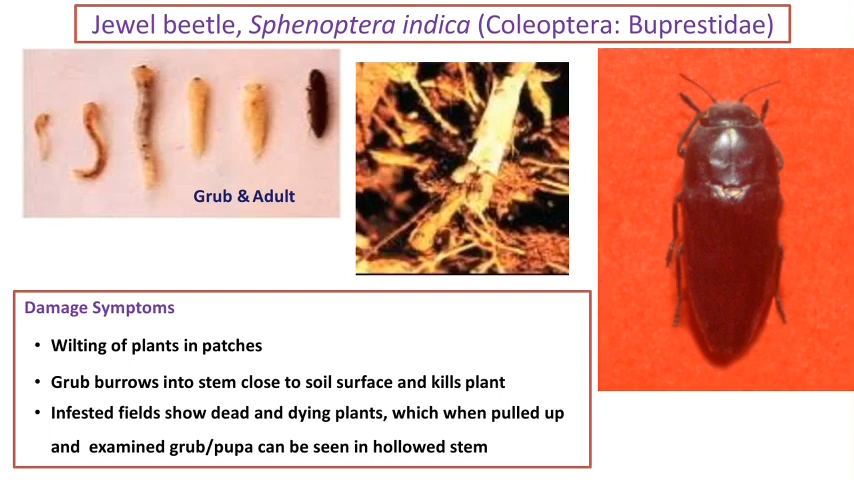 Jewel beetle, Sphenoptera indica (Coleoptera: Buprestidae)
Grub & Adult
Damage Symptoms
• Wilting of plants in patches
• Grub burrows into stem close to soil surface and kills plant
• Infested fields show dead and dying plants, which when pulled up
and examined grub/pupa can be seen in hollowed stem